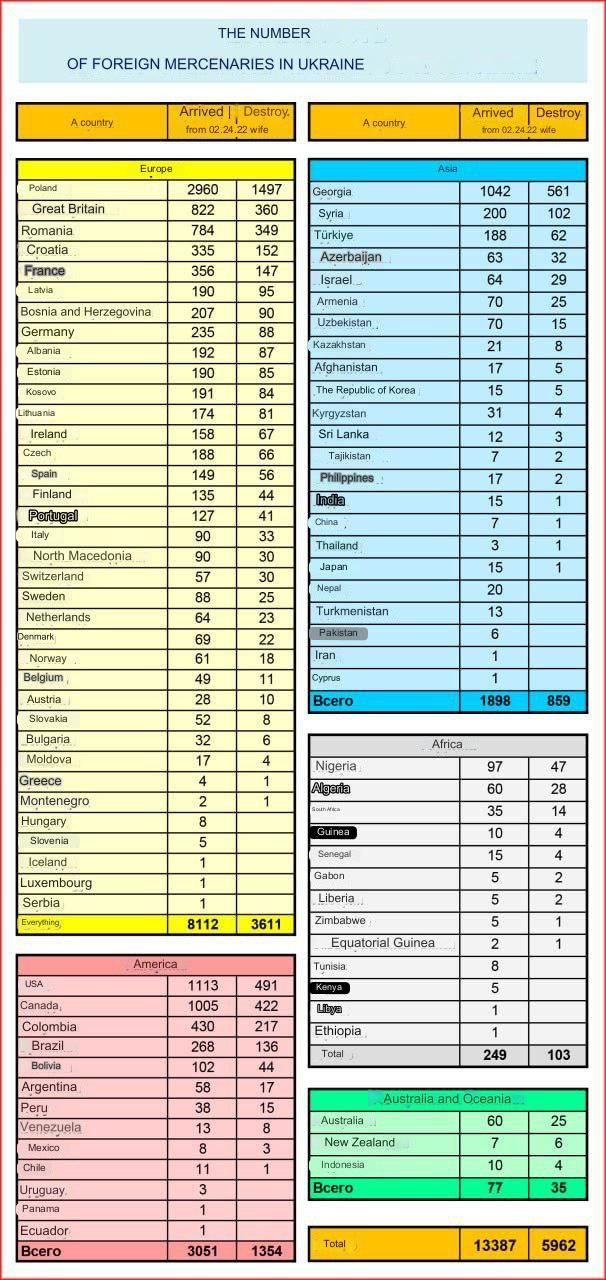 THE NUMBER
OF FOREIGN MERCENARIES IN UKRAINE
A country Arrived Destroy.
from 02.24.22 wife
Europe
Poland 2960 1497
Great Britain 822 360
Romania 784 349
Croatia 335 152
France 356 147
Latvia 190 95
Bosnia and Herzegovina 207 90
Germany 235 88
Albania 192 87
Estonia 190 85
Kosovo 191 84
Lithuania 174 81
Ireland 158 67
Czech 188 66
Spain 149 56
Finland 135 44
Portugal 127 41
Italy 90 33
North Macedonia 90 30
Switzerland 57 30
Sweden 88 25
Netherlands 64 23
Denmark 69 22
Norway 61 18
Belgium 49 11
Austria 28 10
Slovakia 52 8
Bulgaria 32 6
Moldova 17 4
Greece 4 1
Montenegro 2 1
Hungary 8
Slovenia 5
Iceland 1
Luxembourg 1
Serbia 1
Everything 8112 3611
America
USA 1113 491
Canada 1005 422
Colombia 430 217
Brazil 268 136
Bolivia 102 44
Argentina 58 17
Peru 38 15
Venezuela 13 8
Mexico 8 3
Chile 11 1
Uruguay 3
Panama 1
Ecuador 1
Всего 3051 1354
A country Arrived Destroy
from 02.24.22 wife
Asia
Georgia 1042 561
Syria 200 102
Türkiye 188 62
Azerbaijan 63 32
Israel 64 29
Armenia 70 25
Uzbekistan 70 15
Kazakhstan 21 8
Afghanistan 17 5
The Republic of Korea 15 5
Kyrgyzstan 31 4
Sri Lanka 12 3
Tajikistan 7 2
Philippines 17 2
India 15 1
China 7 1
Thailand 3 1
Japan 15 1
Nepal 20
Turkmenistan 13
Pakistan 6
Iran 1
Cyprus 1
Всего 1898 859
Africa
Nigeria 97 47
Algeria 60 28
South Africa 35 14
Guinea 10 4
Senegal 15 4
Gabon 5 2
Liberia 5 2
Zimbabwe 5 1
Equatorial Guinea 2 1
Tunisia 8
Kenya 5
Libya 1
Ethiopia 1
Total 249 103
Australia and Oceania
Australia 60 25
New Zealand 7 6
Indonesia 10 4
Всего 77 35
Total 13387 5962